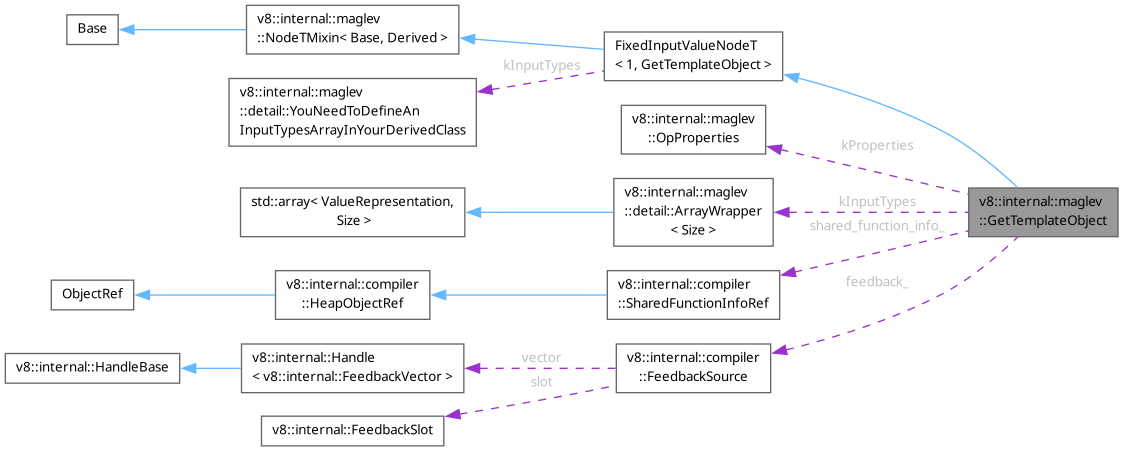 Base
v8::internal::maglev
::NodeTMixin< Base, Derived >
FixedInputValueNodeT
< 1, GetTemplateObject >
kInputTypes
v8::internal::maglev
::detail::YouNeedToDefineAn
InputTypesArrayInYourDerivedClass
v8::internal::maglev
::OpProperties
kProperties
std::array< ValueRepresentation,
Size >
v8::internal::maglev
::detail::ArrayWrapper
< Size >
kInputTypes
v8::internal::maglev
::GetTemplateObject
shared_function_info_
ObjectRef
v8::internal::compiler
::HeapObjectRef
v8::internal::compiler
::SharedFunctionInfoRef
feedback_
v8::internal::HandleBase
v8::internal::Handle
< v8::internal::FeedbackVector >
vector
slot
v8::internal::compiler
::FeedbackSource
v8::internal::FeedbackSlot